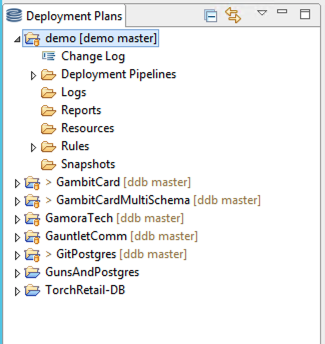 Deployment Plans
demo [demo master]
Change Log
Deployment Pipelines
Logs
Reports
Resources
Rules
Snapshots
> GambitCard [ddb master]
> GambitCardMultiSchema [ddb master]
GamoraTech [ddb master]
GauntletComm [ddb master]
> GitPostgres [ddb master]
GunsAndPostgres
TorchRetail-DB